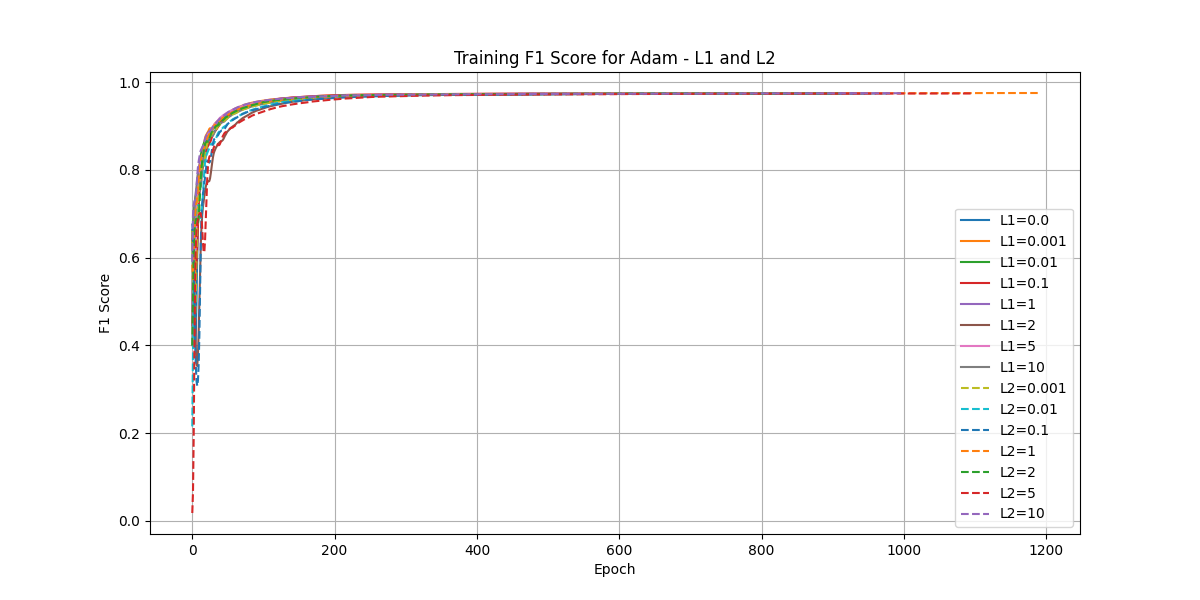 Training F1 Score for Adam - L1 and L2
1.0
0.8
0.6
0.4
0.2
0.0
F1 Score
L1=0.0
L1=0.001
L1=0.01
L1=0.1
L1=1
L1=2
L1=5
L1=10
L2=0.001
L2=0.01
L2=0.1
L2=1
L2=2
L2=5
L2=10
0 200 400 600 800 1000 1200
Epoch